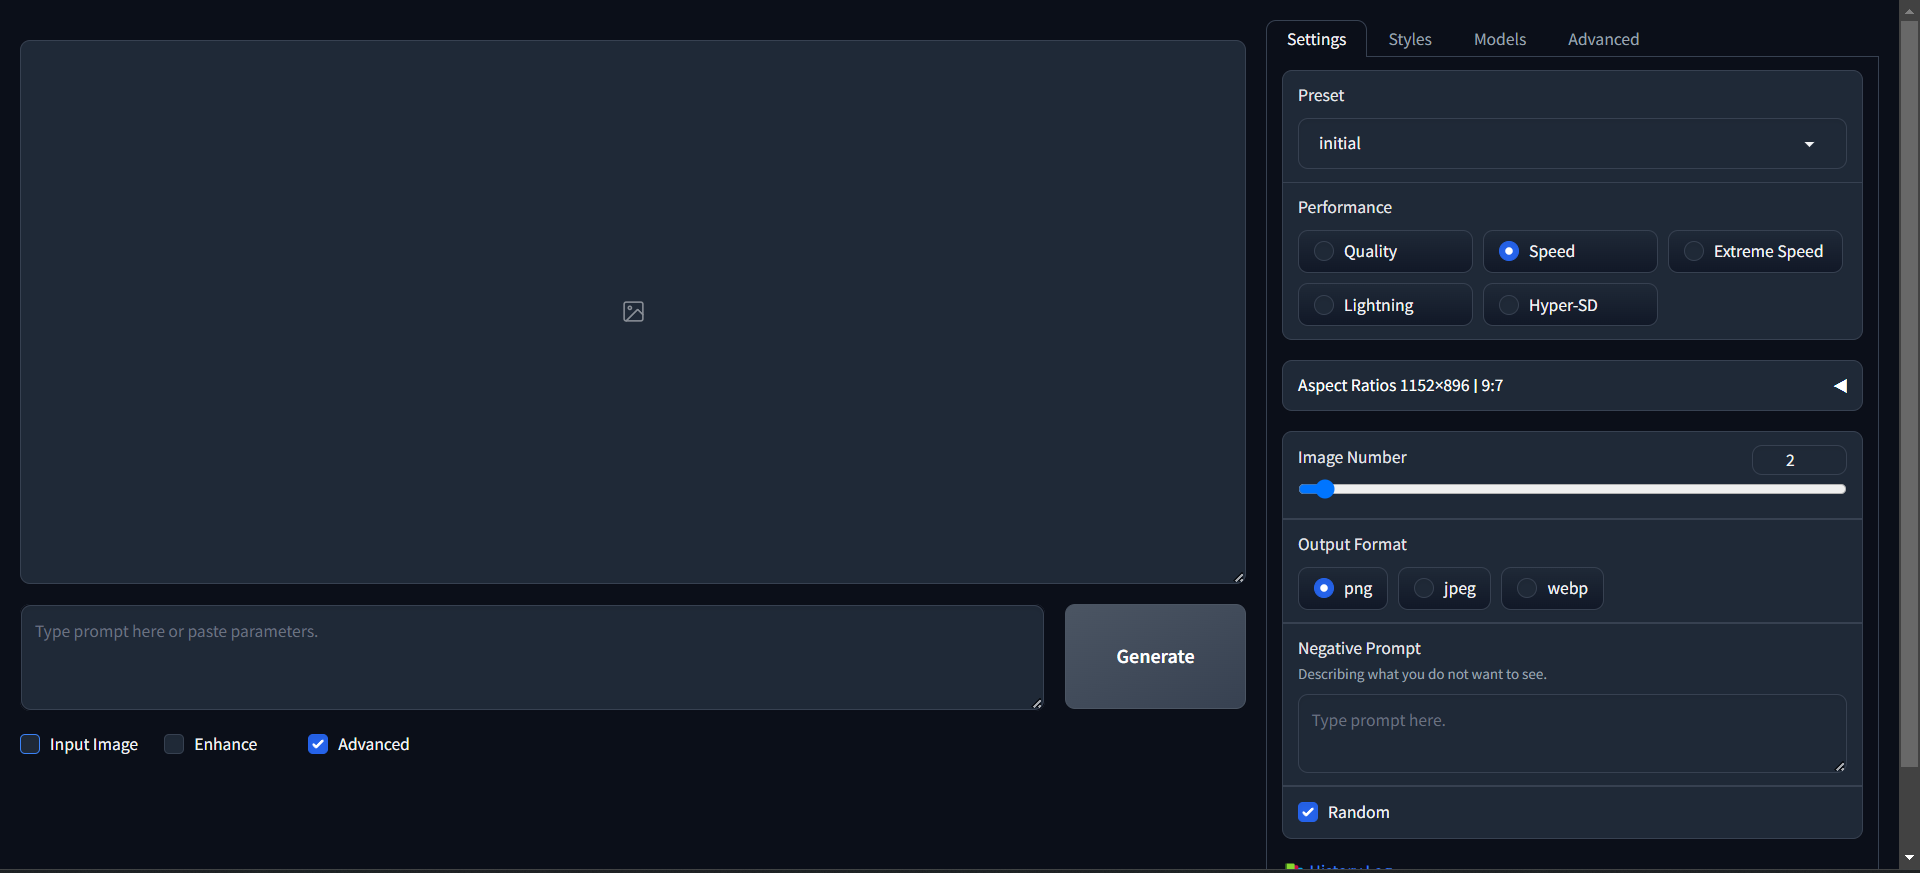 Settings
Styles
Models
Advanced
Preset
initial
Performance
Quality
Speed
Extreme Speed
Lightning
Hyper-SD
Aspect Ratios 1152×896 | 9:7
Image Number
2
Output Format
png
jpeg
webp
Negative Prompt
Describing what you do not want to see.
Type prompt here.
Random
Type prompt here or paste parameters.
Generate
Input Image
Enhance
Advanced